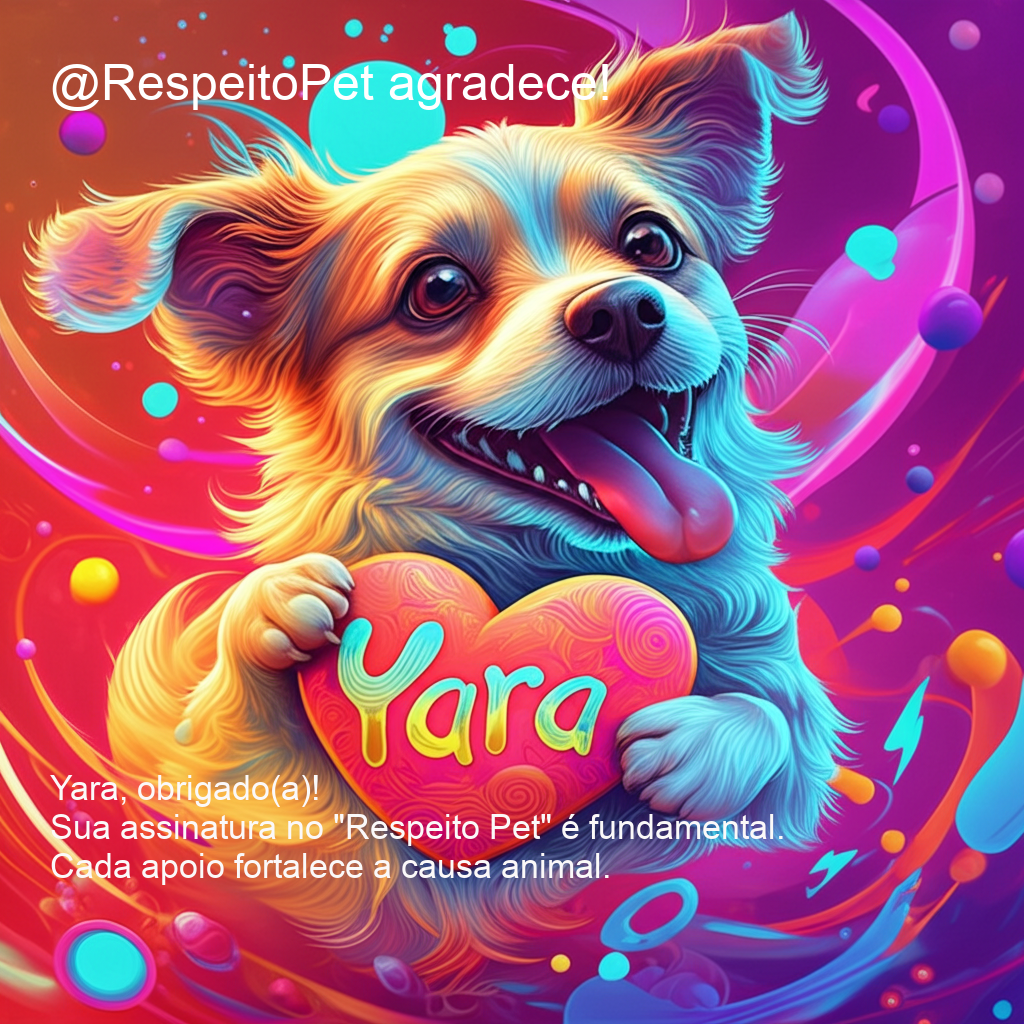 @RespeitoPet agradece!
Yara
Yara, obrigado(a)!
Sua assinatura no "Respeito Pet" é fundamental.
Cada apoio fortalece a causa animal.